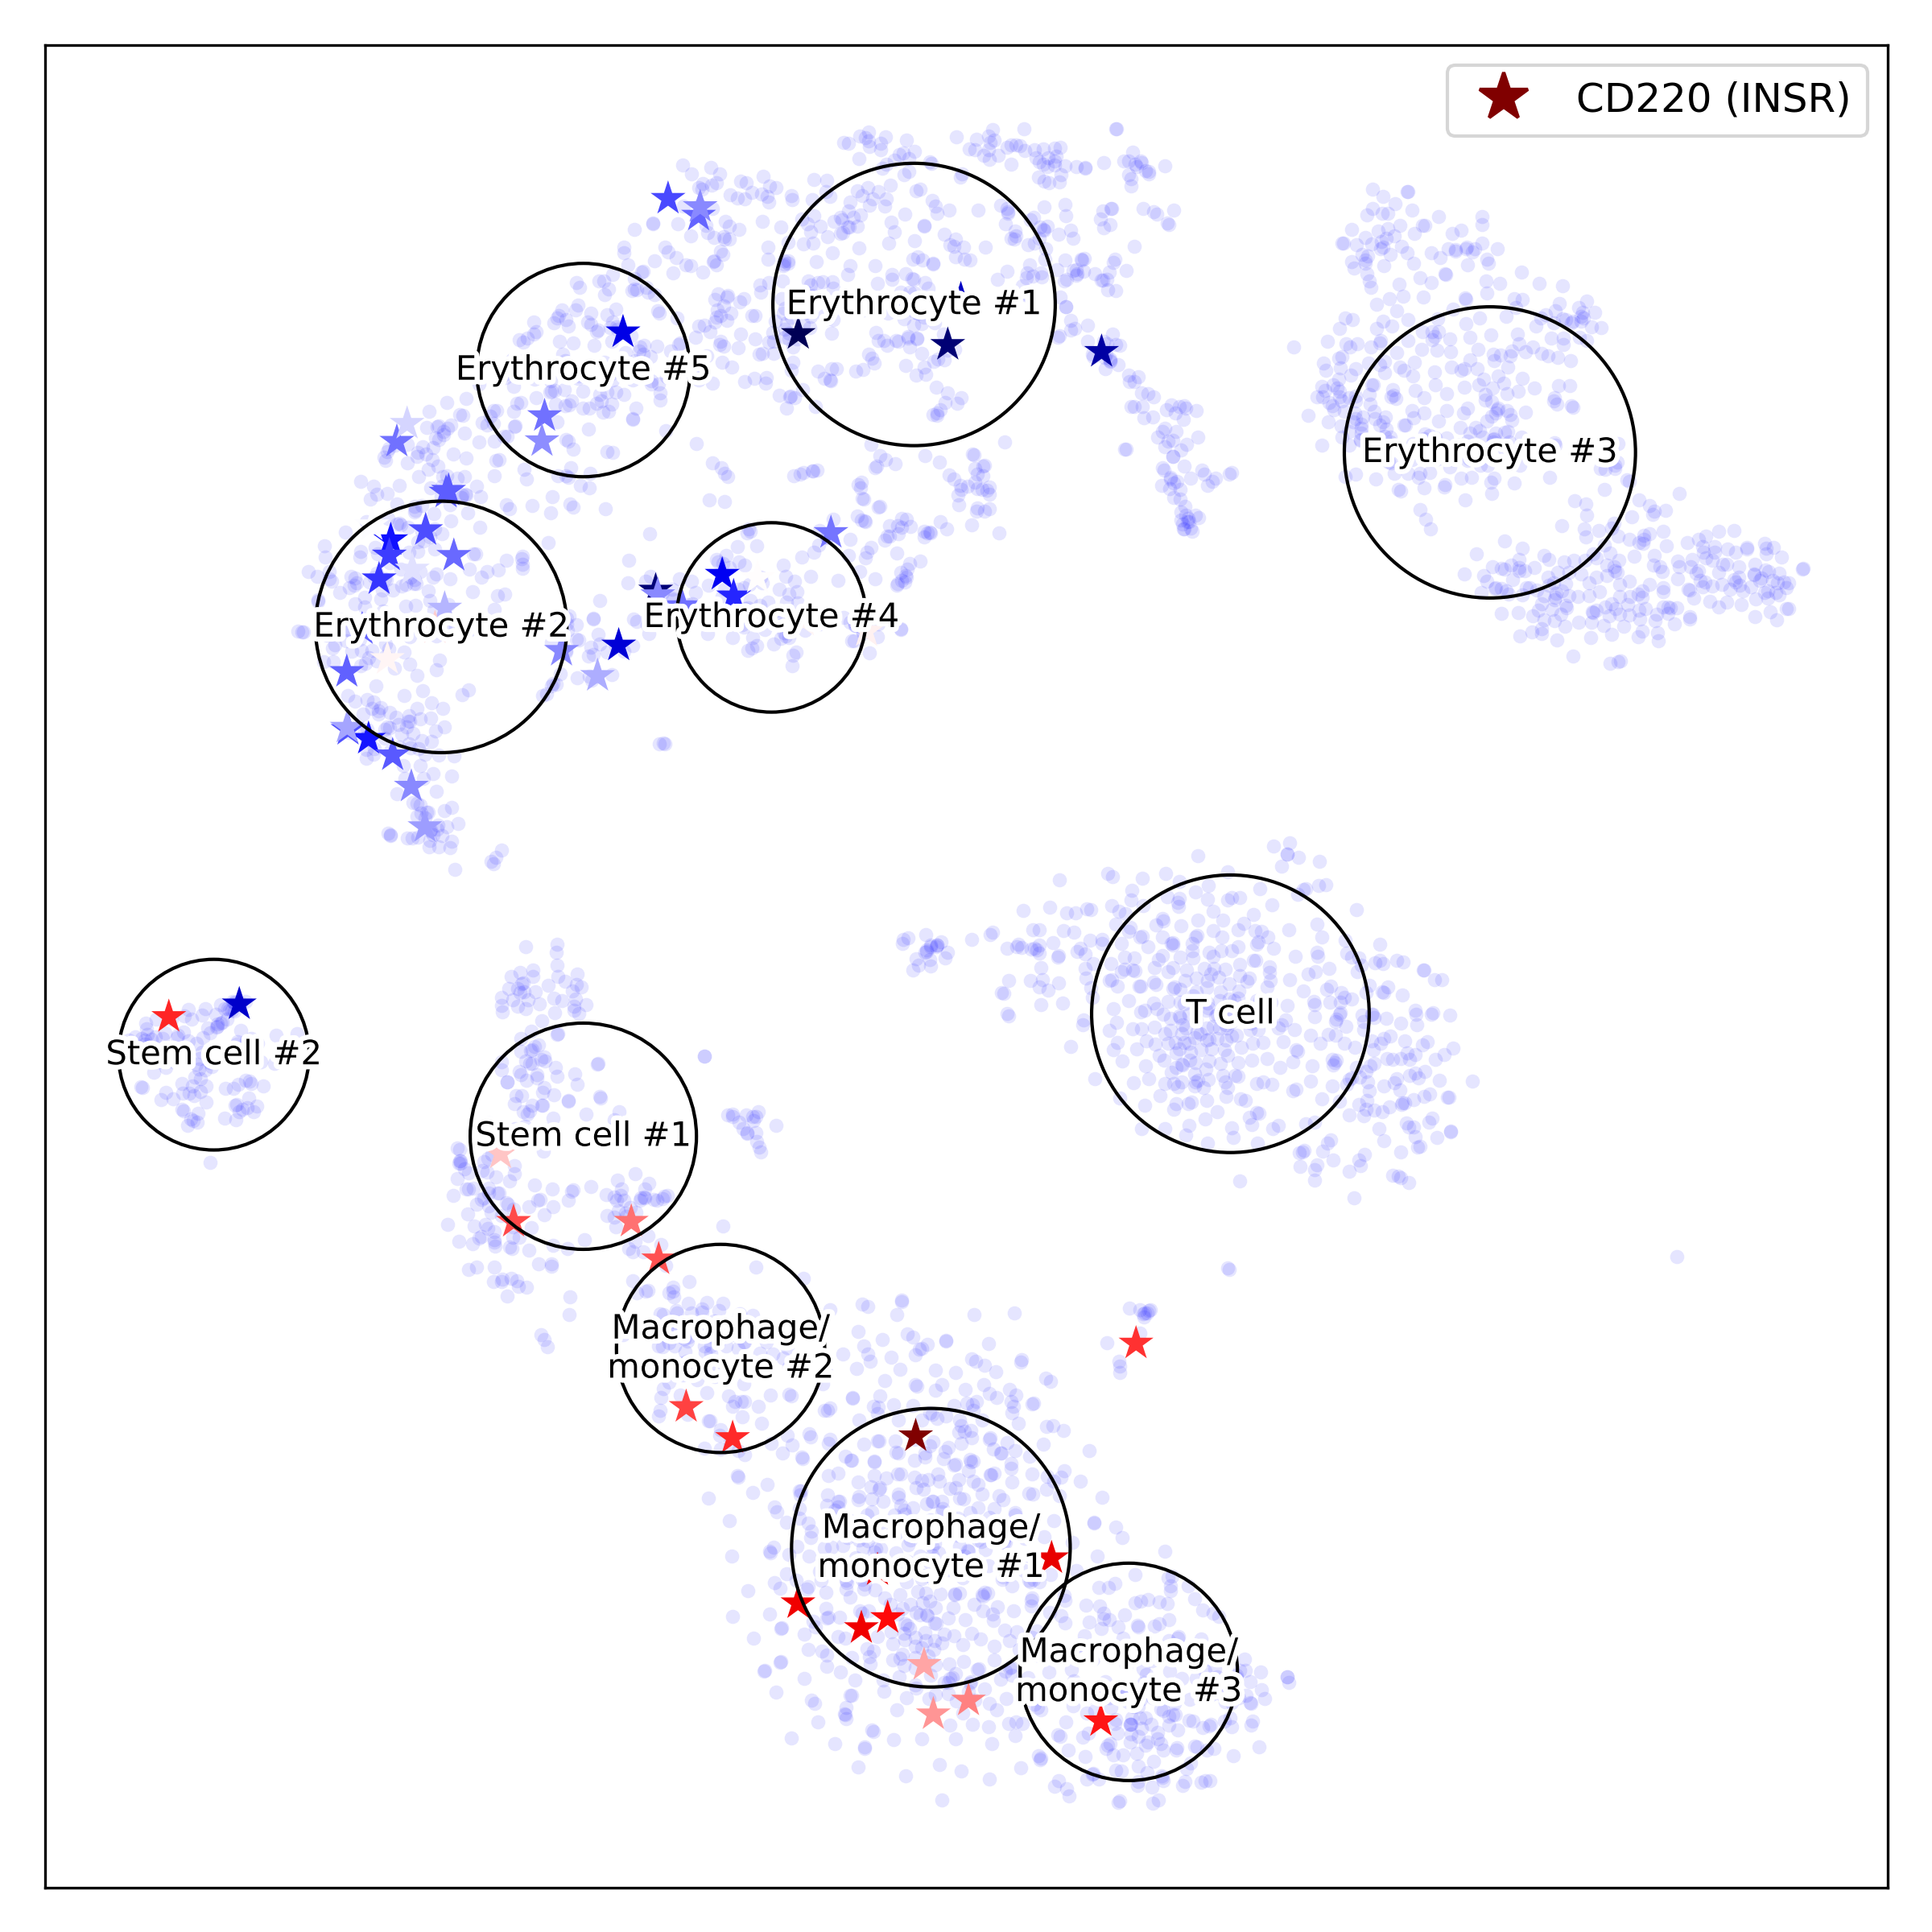 CD220 (INSR)
Erythrocyte #1
Erythrocyte #5
Erythrocyte #3
Erythrocyte #4
Erythrocyte #2
T cell
Stem cell #2
Stem cell #1
Macrophage/
monocyte #2
Macrophage/
monocyte #1
Macrophage/
monocyte #3